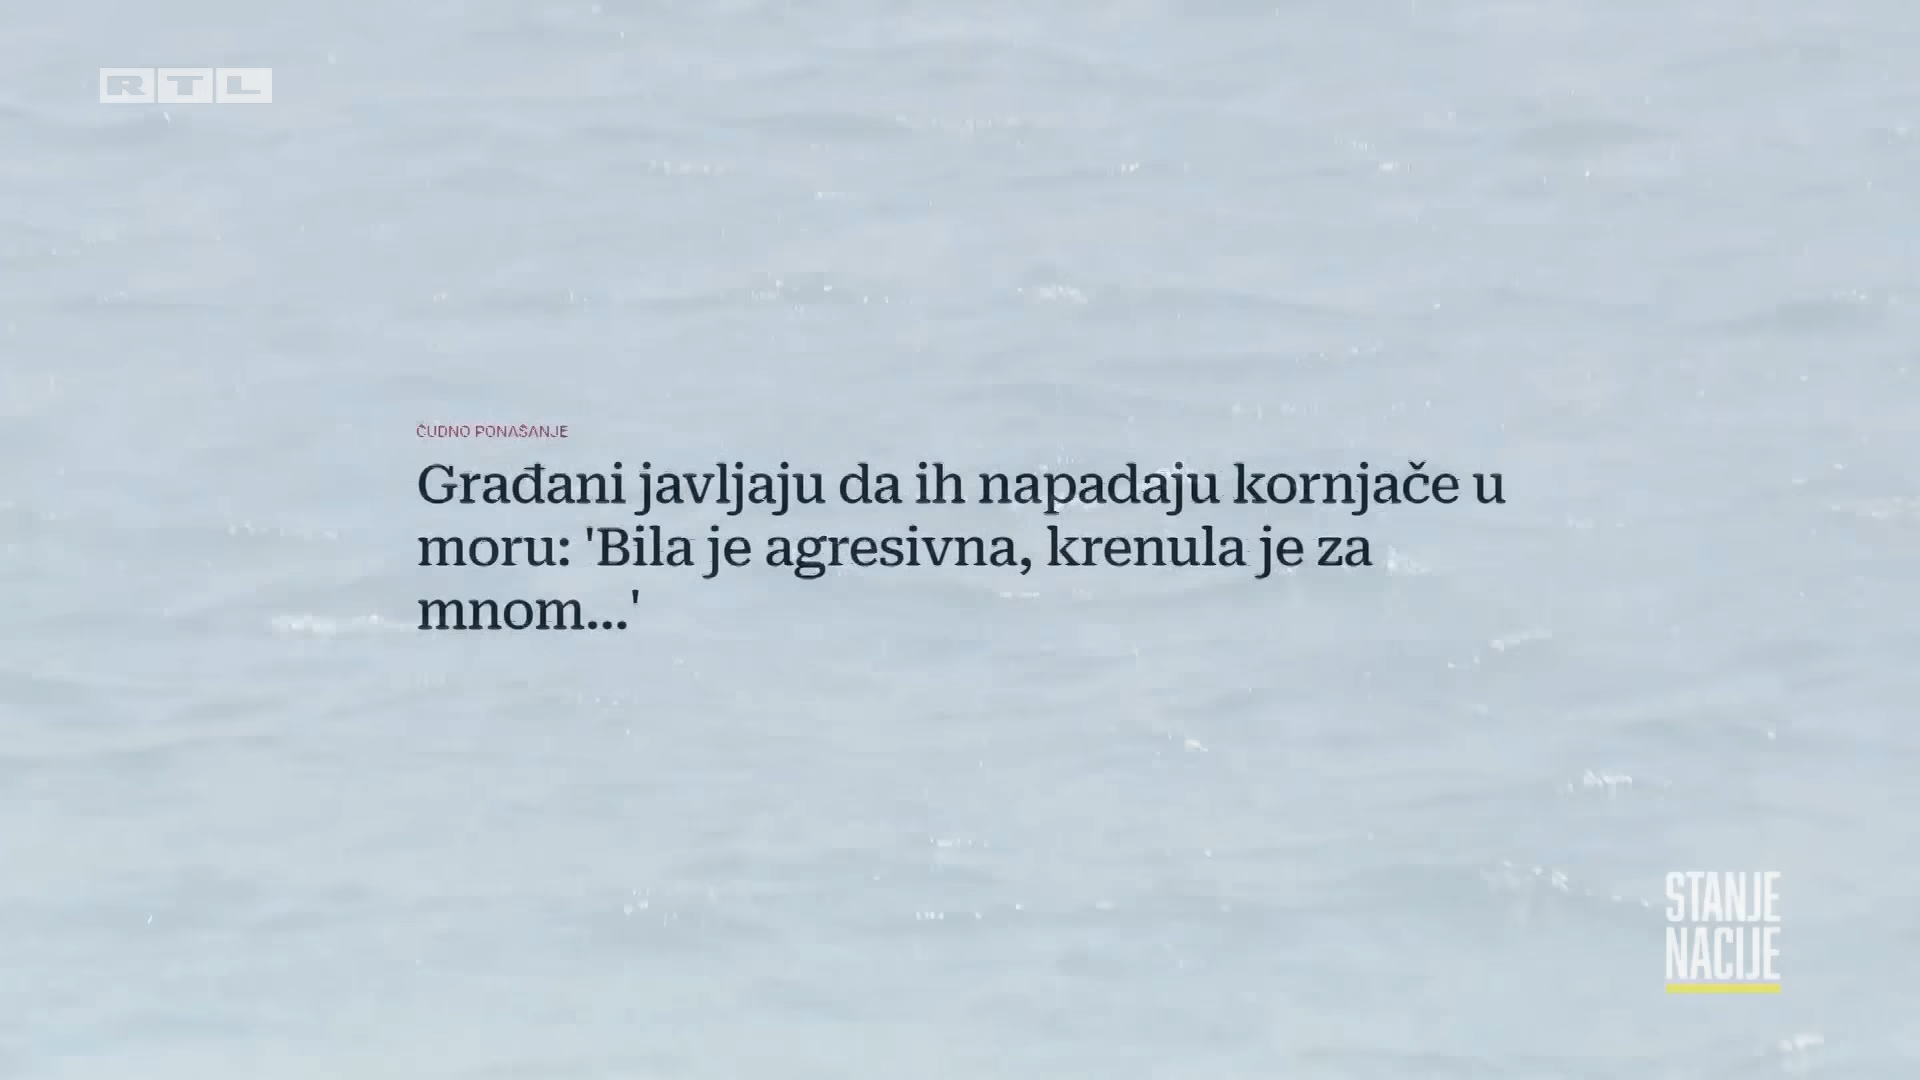 RTL
ČUDNO PONAŠANJE
Građani javljaju da ih napadaju kornjače u
moru: 'Bila je agresivna, krenula je za
mnom...'
STANJE
NACIJE